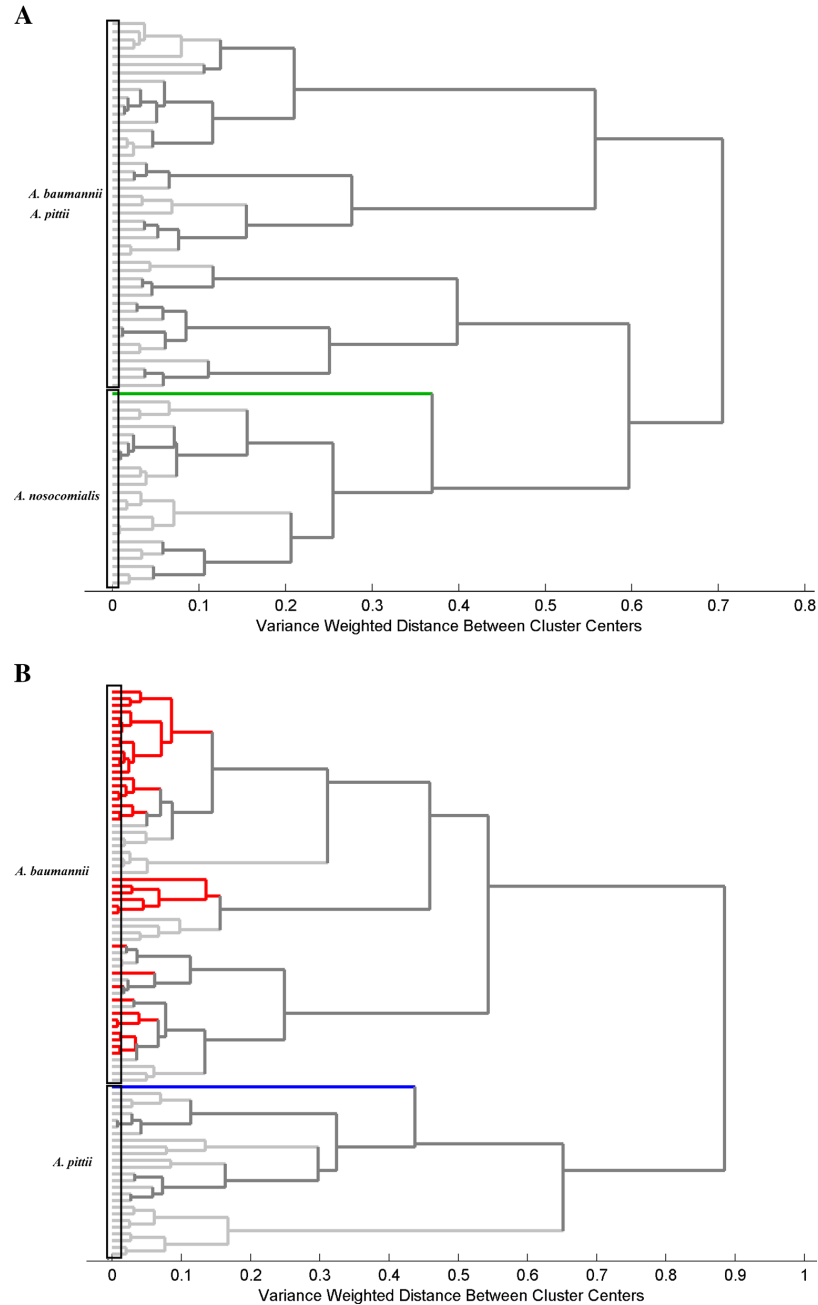 A
A. baumannii
A. pittii
A. nosocomialis
0 0.1 0.2 0.3 0.4 0.5 0.6 0.7 0.8
Variance Weighted Distance Between Cluster Centers
B
A. baumannii
A. pittii
0 0.1 0.2 0.3 0.4 0.5 0.6 0.7 0.8 0.9 1
Variance Weighted Distance Between Cluster Centers